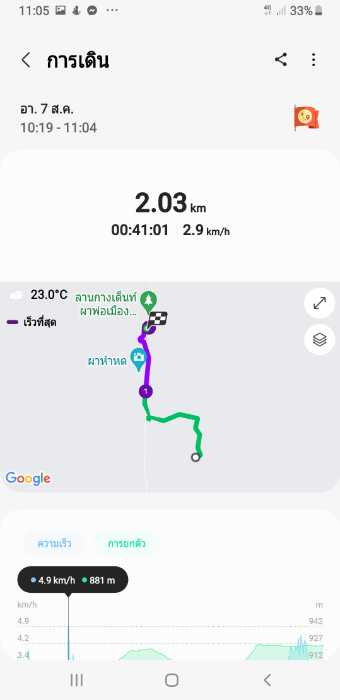 11:05
4G
33%
การเดิน
อา. 7 ส.ค.
10:19 - 11:04
2.03 km
00:41:01 2.9 km/h
23.0°C
เร็วที่สุด
ลานกางเต็นท์
ผาพ่อเมือง...
ผาหำหด
1
Google
ความเร็ว
การยกตัว
4.9 km/h 881 m
km/h m
4.9 942
4.2 927
3.4 912